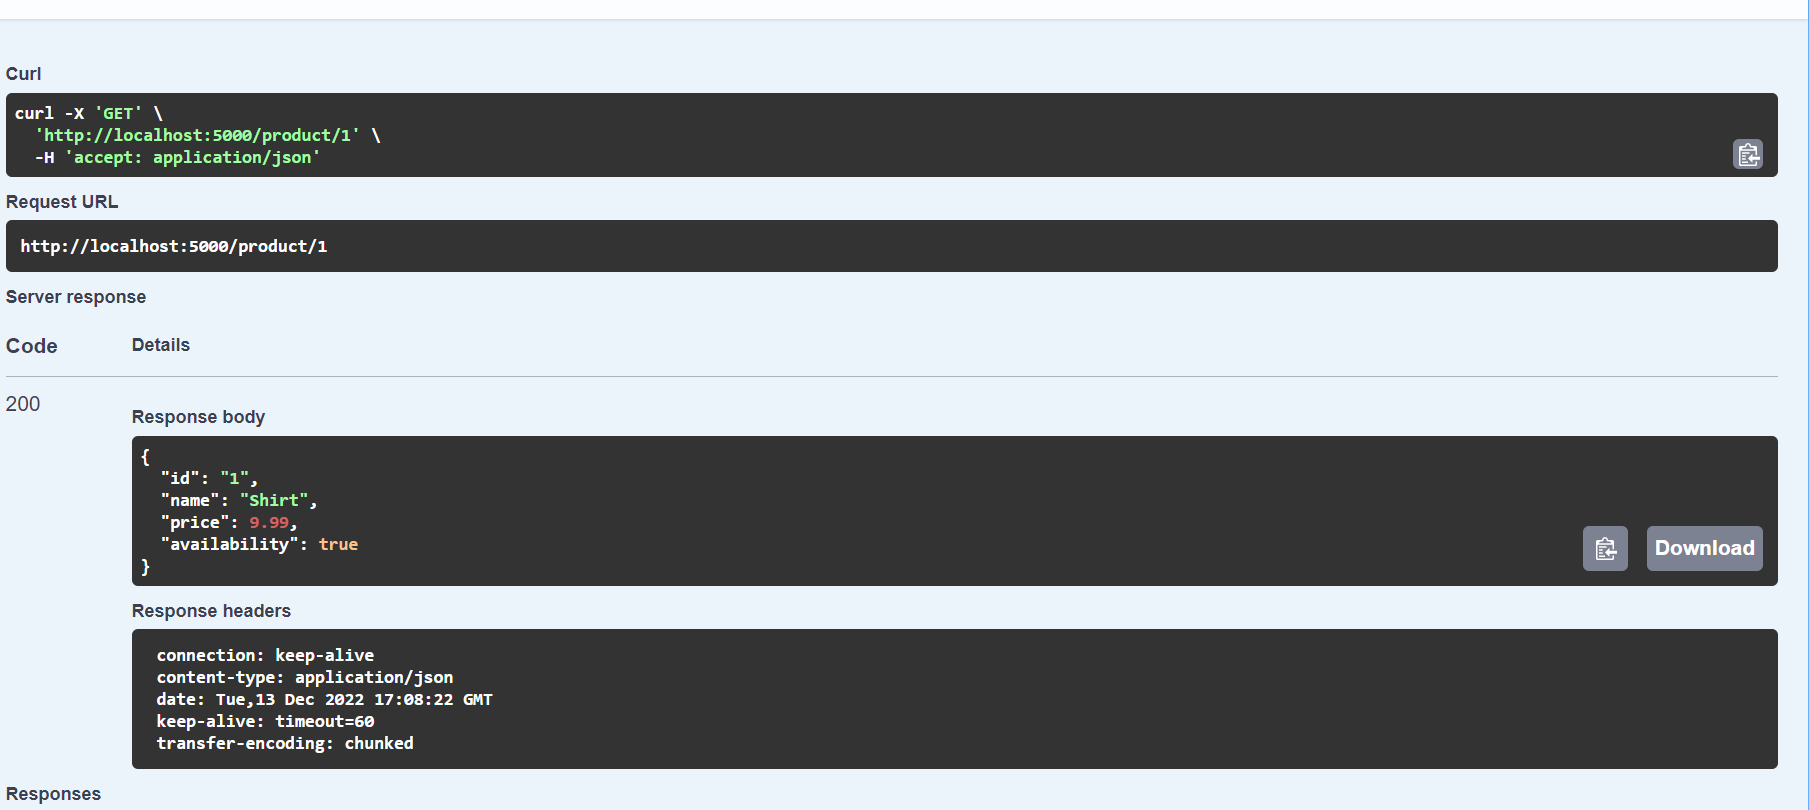 Curl
curl -X 'GET' \
  'http://localhost:5000/product/1' \
  -H 'accept: application/json'
Request URL
http://localhost:5000/product/1
Server response
Code Details
200
Response body
{
  "id": "1",
  "name": "Shirt",
  "price": 9.99,
  "availability": true
}
Download
Response headers
connection: keep-alive
content-type: application/json
date: Tue,13 Dec 2022 17:08:22 GMT
keep-alive: timeout=60
transfer-encoding: chunked
Responses